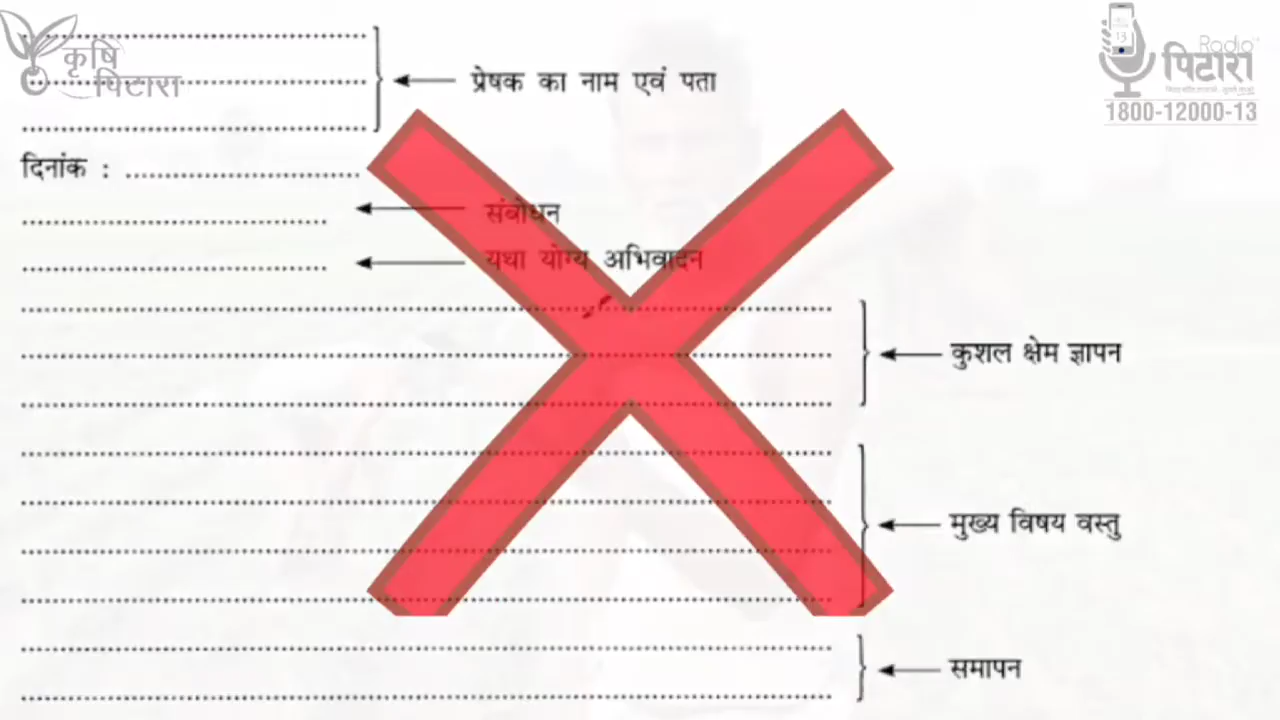 कृषि
पिटारा
Radio
पिटारा
1800-12000-13
प्रेषक का नाम एवं पता
दिनांक :
संबोधन
यथा योग्य अभिवादन
कुशल क्षेम ज्ञापन
मुख्य विषय वस्तु
समापन